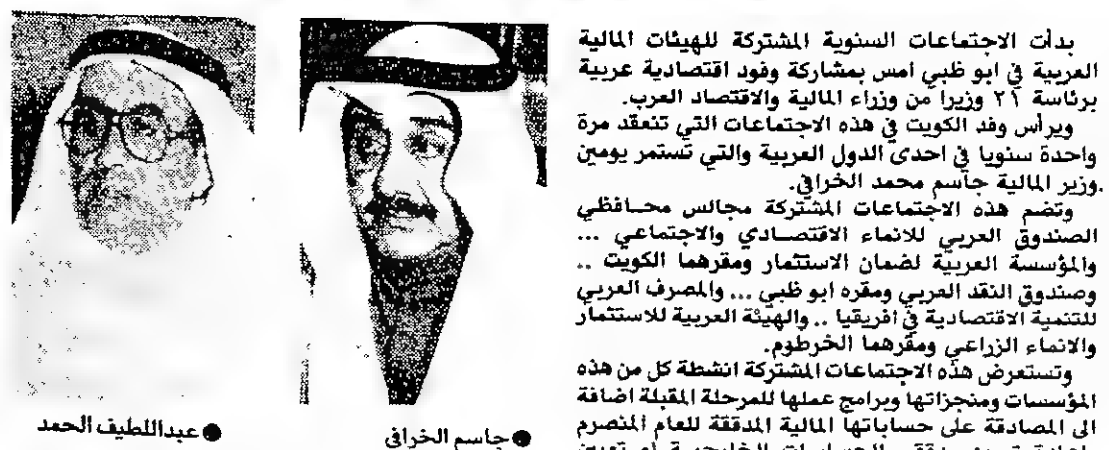 بدأت الاجتماعات السنوية المشتركة للهيئات المالية
العربية في ابو ظبي امس بمشاركة وفود اقتصادية عربية
برئاسة ٢١ وزيراً من وزراء المالية والاقتصاد العرب.
ويرأس وفد الكويت في هذه الاجتماعات التي تنعقد مرة
واحدة سنويا في احدى الدول العربية والتي تستمر يومين
وزير المالية جاسم محمد الخرافي.
وتضم هذه الاجتماعات المشتركة مجالس محافظي
الصندوق العربي للانماء الاقتصادي والاجتماعي ...
والمؤسسة العربية لضمان الاستثمار ومقرهما الكويت ..
وصندوق النقد العربي ومقره ابو ظبي ... والمصرف العربي
للتنمية الاقتصادية في افريقيا .. والهيئة العربية للاستثمار
والانماء الزراعي ومقرهما الخرطوم.
وتستعرض هذه الاجتماعات المشتركة انشطة كل من هذه
المؤسسات ومنجزاتها وبرامج عملها للمرحلة المقبلة اضافة
الى المصادقة على حساباتها المالية المدققة للعام المنصرم
● جاسم الخرافي
● عبداللطيف الحمد